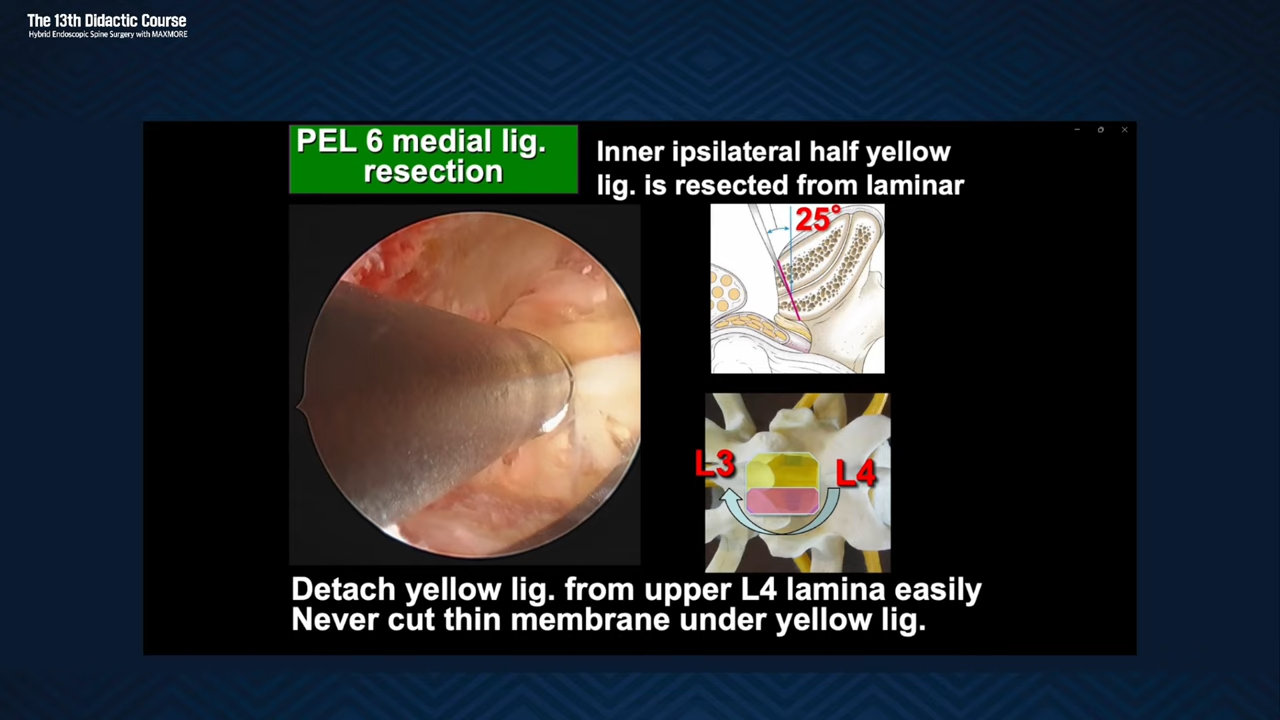 The 13th Didactic Course
Hybrid Endoscopic Spine Surgery with MAXMORE
PEL 6 medial lig.
resection
Inner ipsilateral half yellow
lig. is resected from laminar
25°
L3
L4
Detach yellow lig. from upper L4 lamina easily
Never cut thin membrane under yellow lig.